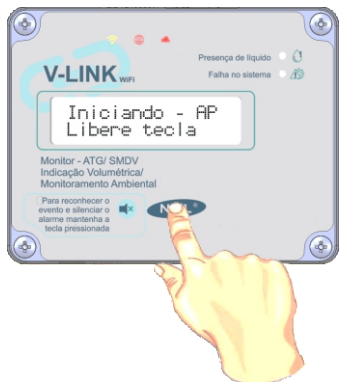 Presença de líquido
Falha no sistema
V-LINK WiFi
Iniciando - AP
Libere tecla
Monitor - ATG/ SMDV
Indicação Volumétrica/
Monitoramento Ambiental
Para reconhecer o
evento e silenciar o
alarme mantenha a
tecla pressionada